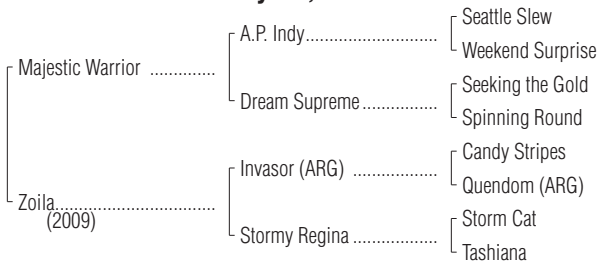 Seattle Slew
A.P. Indy
Weekend Surprise
Majestic Warrior
Seeking the Gold
Dream Supreme
Spinning Round
Candy Stripes
Invasor (ARG)
Quendom (ARG)
Zoila
(2009)
Storm Cat
Stormy Regina
Tashiana